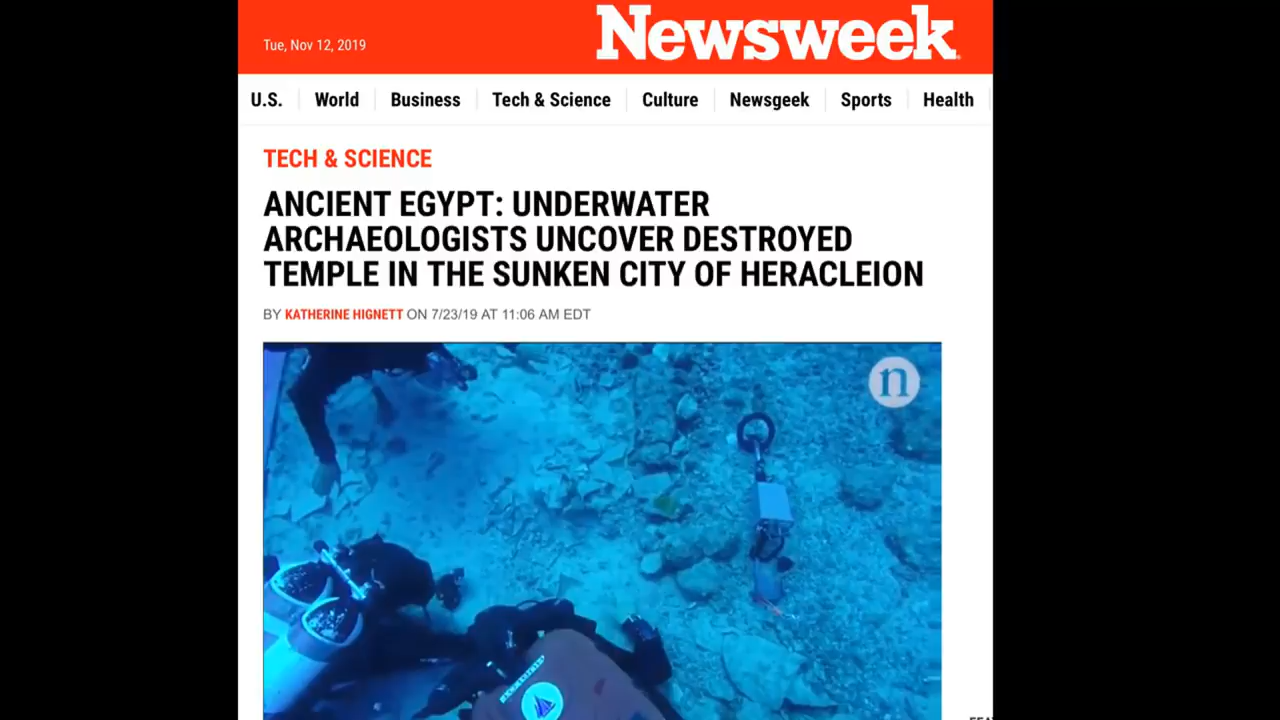 Tue, Nov 12, 2019
Newsweek
U.S. World Business Tech & Science Culture Newsgeek Sports Health
TECH & SCIENCE
ANCIENT EGYPT: UNDERWATER
ARCHAEOLOGISTS UNCOVER DESTROYED
TEMPLE IN THE SUNKEN CITY OF HERACLEION
BY KATHERINE HIGNETT ON 7/23/19 AT 11:06 AM EDT
n